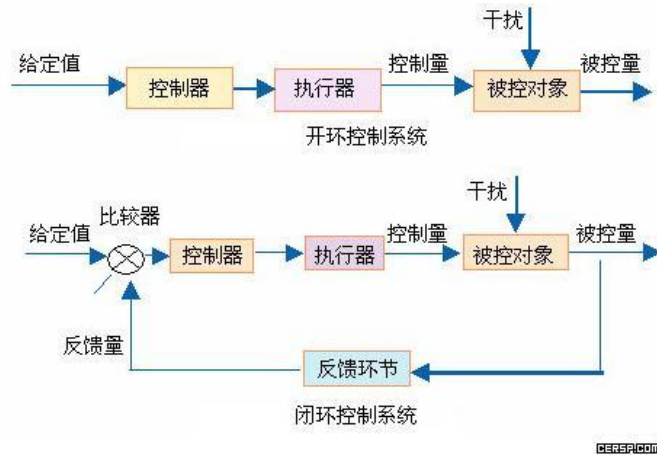 干扰
给定值
控制器
执行器
控制量
被控对象
被控量
开环控制系统
干扰
比较器
给定值
控制器
执行器
控制量
被控对象
被控量
反馈量
反馈环节
闭环控制系统
CERSP.COM